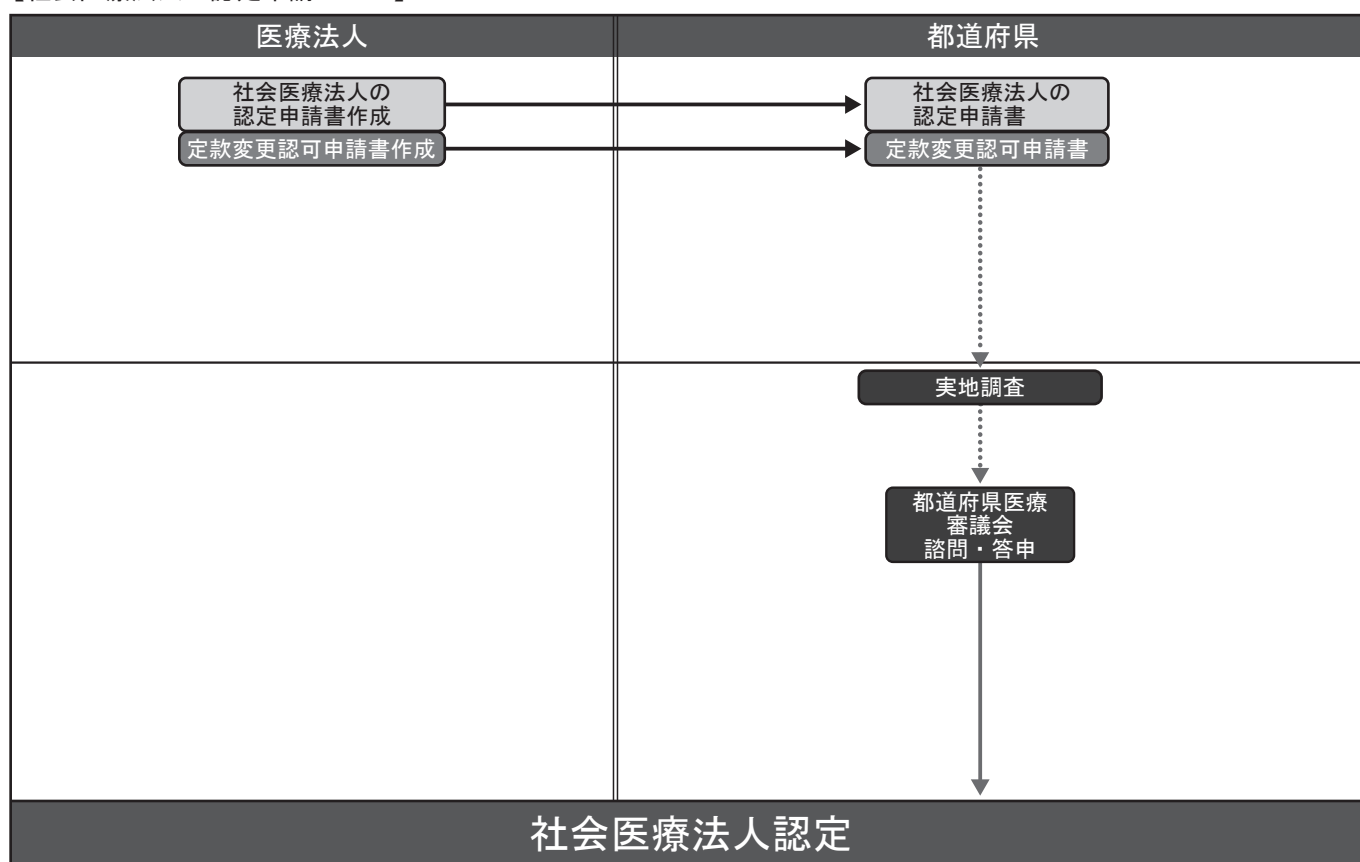 医療法人
都道府県
社会医療法人の
認定申請書作成
社会医療法人の
認定申請書
定款変更認可申請書作成
定款変更認可申請書
実地調査
都道府県医療
審議会
諮問・答申
社会医療法人認定